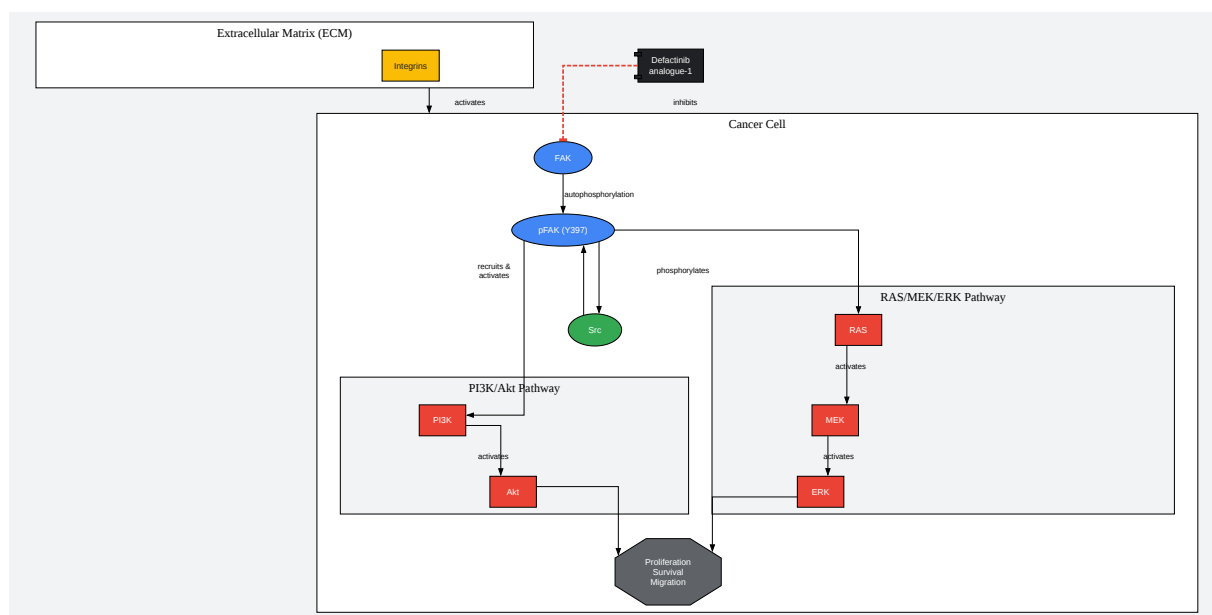 Extracellular Matrix (ECM)
Integrins
Defactinib
analogue-1
activates
inhibits
Cancer Cell
FAK
autophosphorylation
pFAK (Y397)
recruits &
activates
phosphorylates
RAS/MEK/ERK Pathway
Src
RAS
activates
PI3K/Akt Pathway
PI3K
MEK
activates
activates
Akt
ERK
Proliferation
Survival
Migration